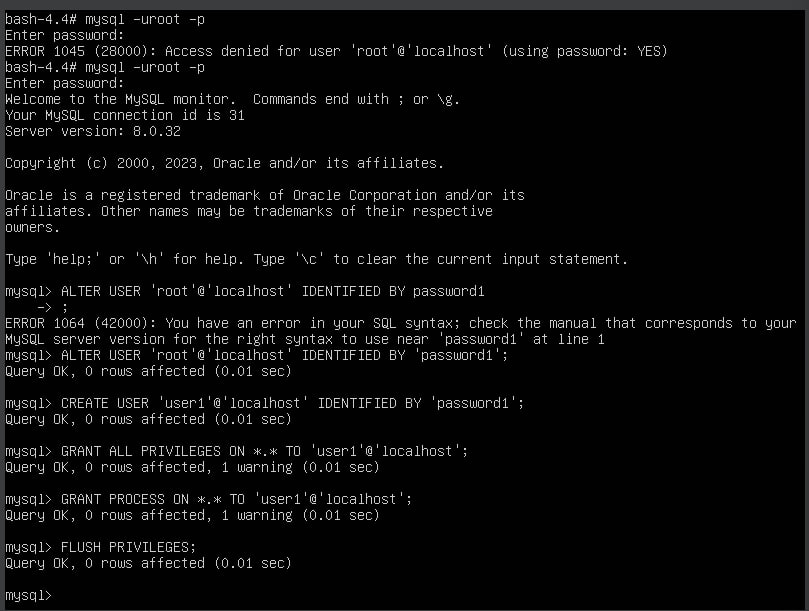 bash-4.4# mysql -uroot -p
Enter password:
ERROR 1045 (28000): Access denied for user 'root'@'localhost' (using password: YES)
bash-4.4# mysql -uroot -p
Enter password:
Welcome to the MySQL monitor.  Commands end with ; or \g.
Your MySQL connection id is 31
Server version: 8.0.32
Copyright (c) 2000, 2023, Oracle and/or its affiliates.
Oracle is a registered trademark of Oracle Corporation and/or its
affiliates. Other names may be trademarks of their respective
owners.
Type 'help;' or '\h' for help. Type '\c' to clear the current input statement.
mysql> ALTER USER 'root'@'localhost' IDENTIFIED BY password1
    -> ;
ERROR 1064 (42000): You have an error in your SQL syntax; check the manual that corresponds to your
MySQL server version for the right syntax to use near 'password1' at line 1
mysql> ALTER USER 'root'@'localhost' IDENTIFIED BY 'password1';
Query OK, 0 rows affected (0.01 sec)
mysql> CREATE USER 'user1'@'localhost' IDENTIFIED BY 'password1';
Query OK, 0 rows affected (0.01 sec)
mysql> GRANT ALL PRIVILEGES ON *.* TO 'user1'@'localhost';
Query OK, 0 rows affected, 1 warning (0.01 sec)
mysql> GRANT PROCESS ON *.* TO 'user1'@'localhost';
Query OK, 0 rows affected, 1 warning (0.01 sec)
mysql> FLUSH PRIVILEGES;
Query OK, 0 rows affected (0.01 sec)
mysql>